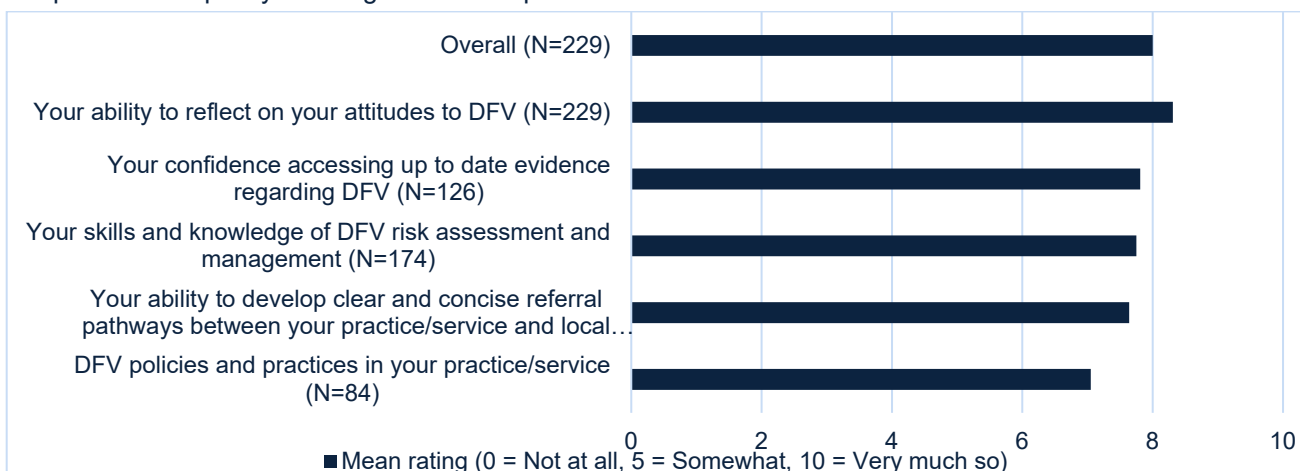 Overall (N=229)
Your ability to reflect on your attitudes to DFV (N=229)
Your confidence accessing up to date evidence
regarding DFV (N=126)
Your skills and knowledge of DFV risk assessment and
management (N=174)
Your ability to develop clear and concise referral
pathways between your practice/service and local…
DFV policies and practices in your practice/service
(N=84)
0 2 4 6 8 10
Mean rating (0 = Not at all, 5 = Somewhat, 10 = Very much so)